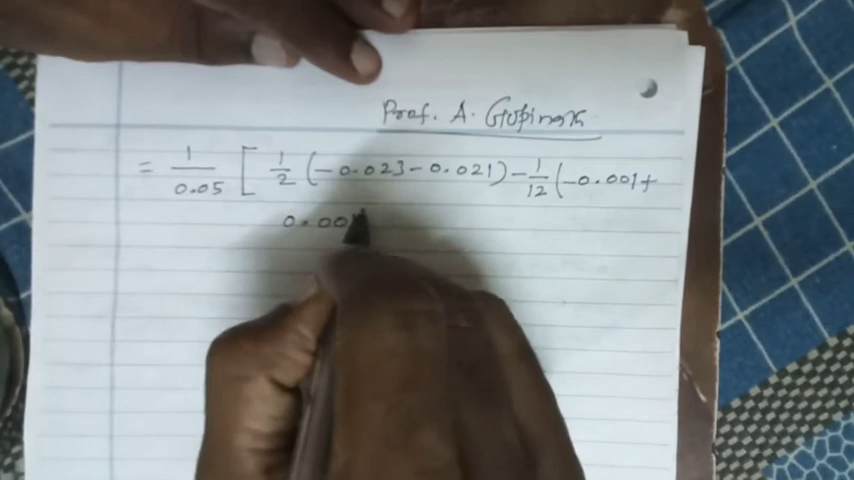 Prof. A. Gopinath
= 1/0.05 [ 1/2 (-0.023 - 0.021) - 1/12 (-0.001 +
0.00